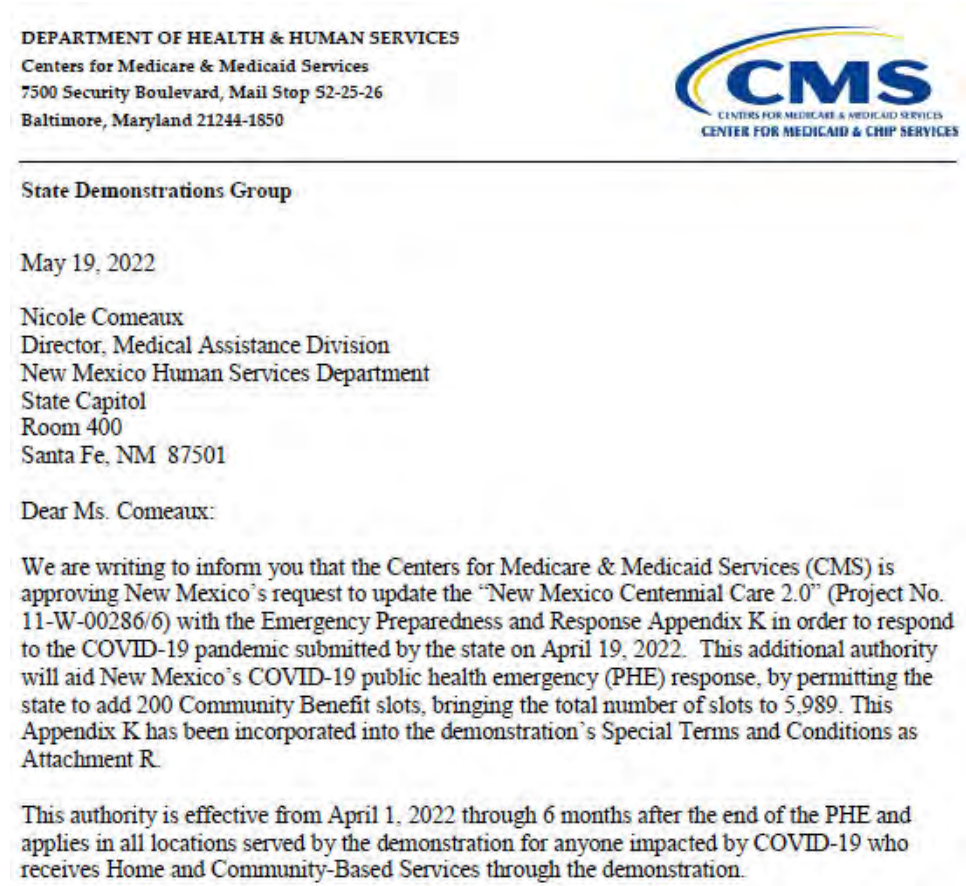 DEPARTMENT OF HEALTH & HUMAN SERVICES
Centers for Medicare & Medicaid Services
7500 Security Boulevard, Mail Stop S2-25-26
Baltimore, Maryland 21244-1850
CMS
CENTERS FOR MEDICARE & MEDICAID SERVICES
CENTER FOR MEDICAID & CHIP SERVICES
State Demonstrations Group
May 19, 2022
Nicole Comeaux
Director, Medical Assistance Division
New Mexico Human Services Department
State Capitol
Room 400
Santa Fe, NM 87501
Dear Ms. Comeaux:
We are writing to inform you that the Centers for Medicare & Medicaid Services (CMS) is
approving New Mexico's request to update the “New Mexico Centennial Care 2.0” (Project No.
11-W-00286/6) with the Emergency Preparedness and Response Appendix K in order to respond
to the COVID-19 pandemic submitted by the state on April 19, 2022. This additional authority
will aid New Mexico's COVID-19 public health emergency (PHE) response, by permitting the
state to add 200 Community Benefit slots, bringing the total number of slots to 5,989. This
Appendix K has been incorporated into the demonstration's Special Terms and Conditions as
Attachment R.
This authority is effective from April 1, 2022 through 6 months after the end of the PHE and
applies in all locations served by the demonstration for anyone impacted by COVID-19 who
receives Home and Community-Based Services through the demonstration.